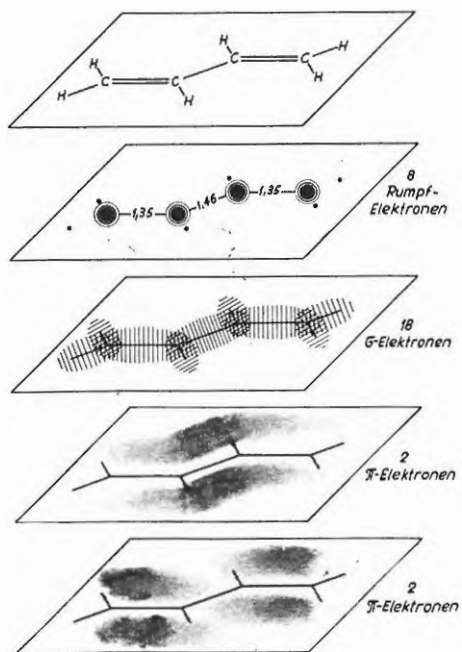 H
H
C C
H H
C C
H H
8
Rumpf-
Elektronen
1,35 1,46 1,35
18
G-Elektronen
2
π-Elektronen
2
π-Elektronen